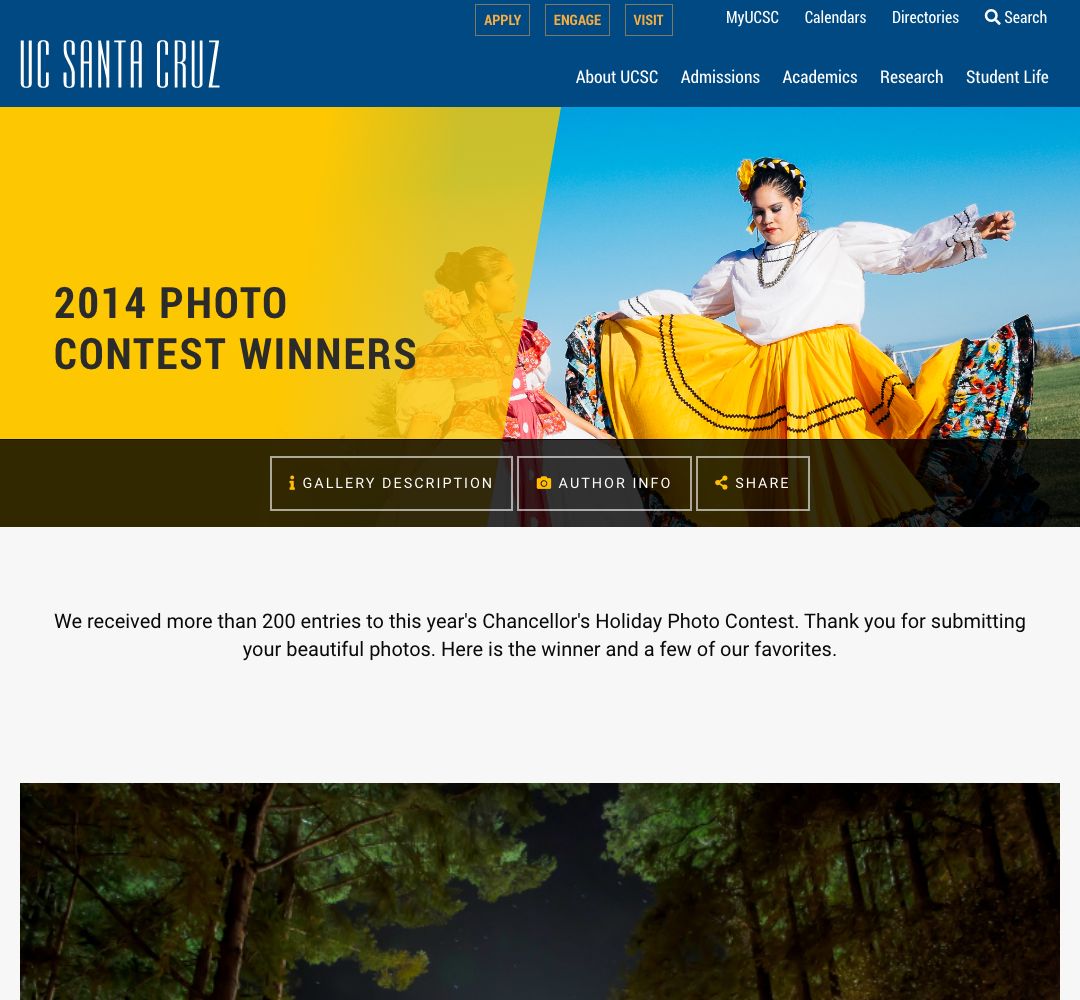 APPLY ENGAGE VISIT MyUCSC Calendars Directories Search
UC SANTA CRUZ
About UCSC Admissions Academics Research Student Life
2014 PHOTO
CONTEST WINNERS
GALLERY DESCRIPTION AUTHOR INFO SHARE
We received more than 200 entries to this year's Chancellor's Holiday Photo Contest. Thank you for submitting
your beautiful photos. Here is the winner and a few of our favorites.